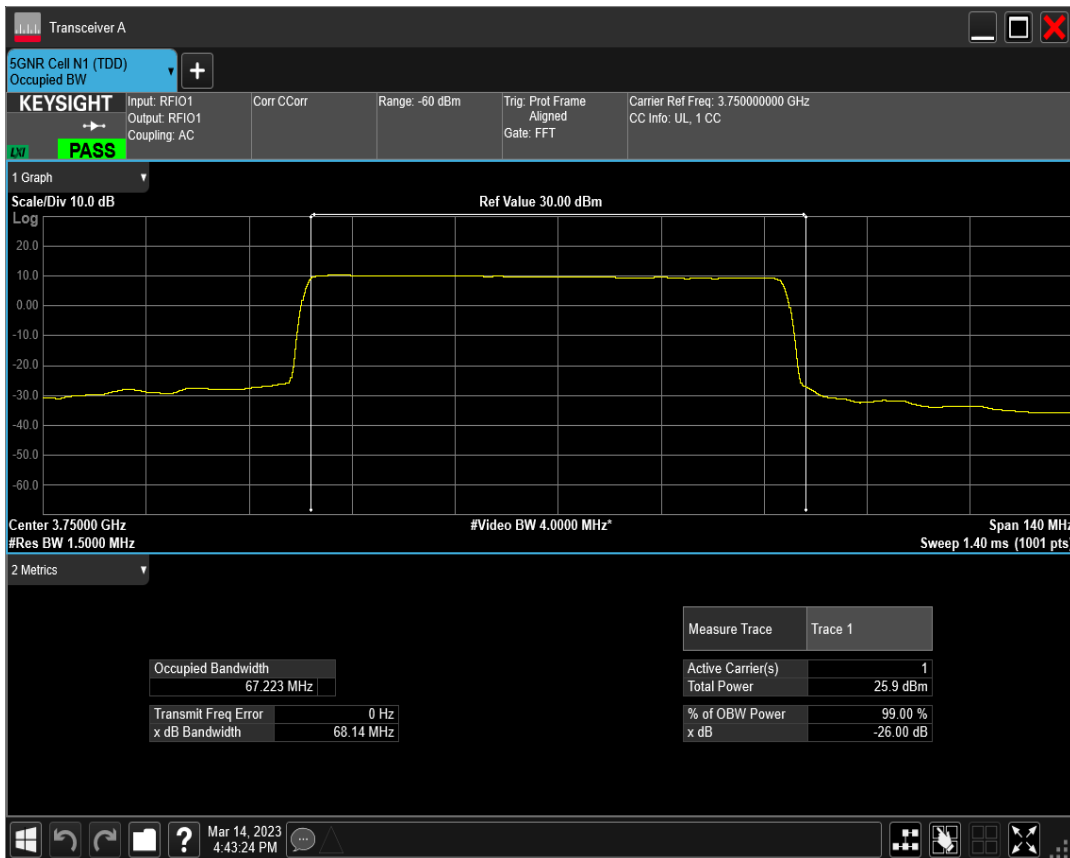 Transceiver A
5GNR Cell N1 (TDD)
Occupied BW
+
KEYSIGHT
LXI
PASS
Input: RFIO1
Output: RFIO1
Coupling: AC
Corr CCorr
Range: -60 dBm
Trig: Prot Frame
Aligned
Gate: FFT
Carrier Ref Freq: 3.750000000 GHz
CC Info: UL, 1 CC
1 Graph
Scale/Div 10.0 dB
Ref Value 30.00 dBm
Log
20.0
10.0
0.00
-10.0
-20.0
-30.0
-40.0
-50.0
-60.0
Center 3.75000 GHz
#Video BW 4.0000 MHz*
Span 140 MHz
#Res BW 1.5000 MHz
Sweep 1.40 ms (1001 pts)
2 Metrics
Measure Trace Trace 1
Occupied Bandwidth
67.223 MHz
Transmit Freq Error 0 Hz
x dB Bandwidth 68.14 MHz
Active Carrier(s) 1
Total Power 25.9 dBm
% of OBW Power 99.00 %
x dB -26.00 dB
?
Mar 14, 2023
4:43:24 PM